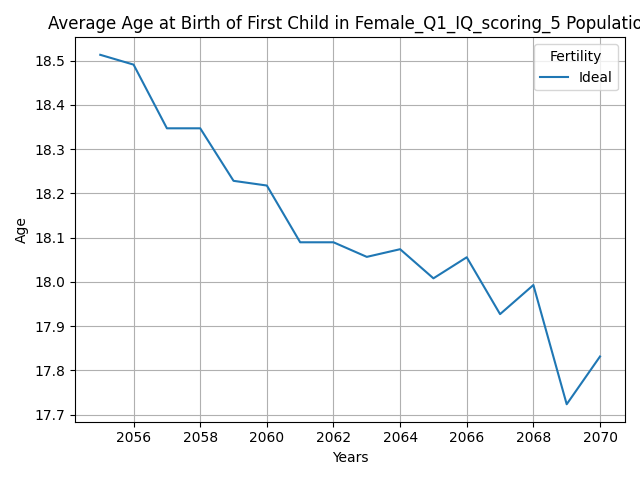 Average Age at Birth of First Child in Female_Q1_IQ_scoring_5 Populatio
Fertility
Ideal
18.5
18.4
18.3
18.2
18.1
18.0
17.9
17.8
17.7
Age
2056 2058 2060 2062 2064 2066 2068 2070
Years